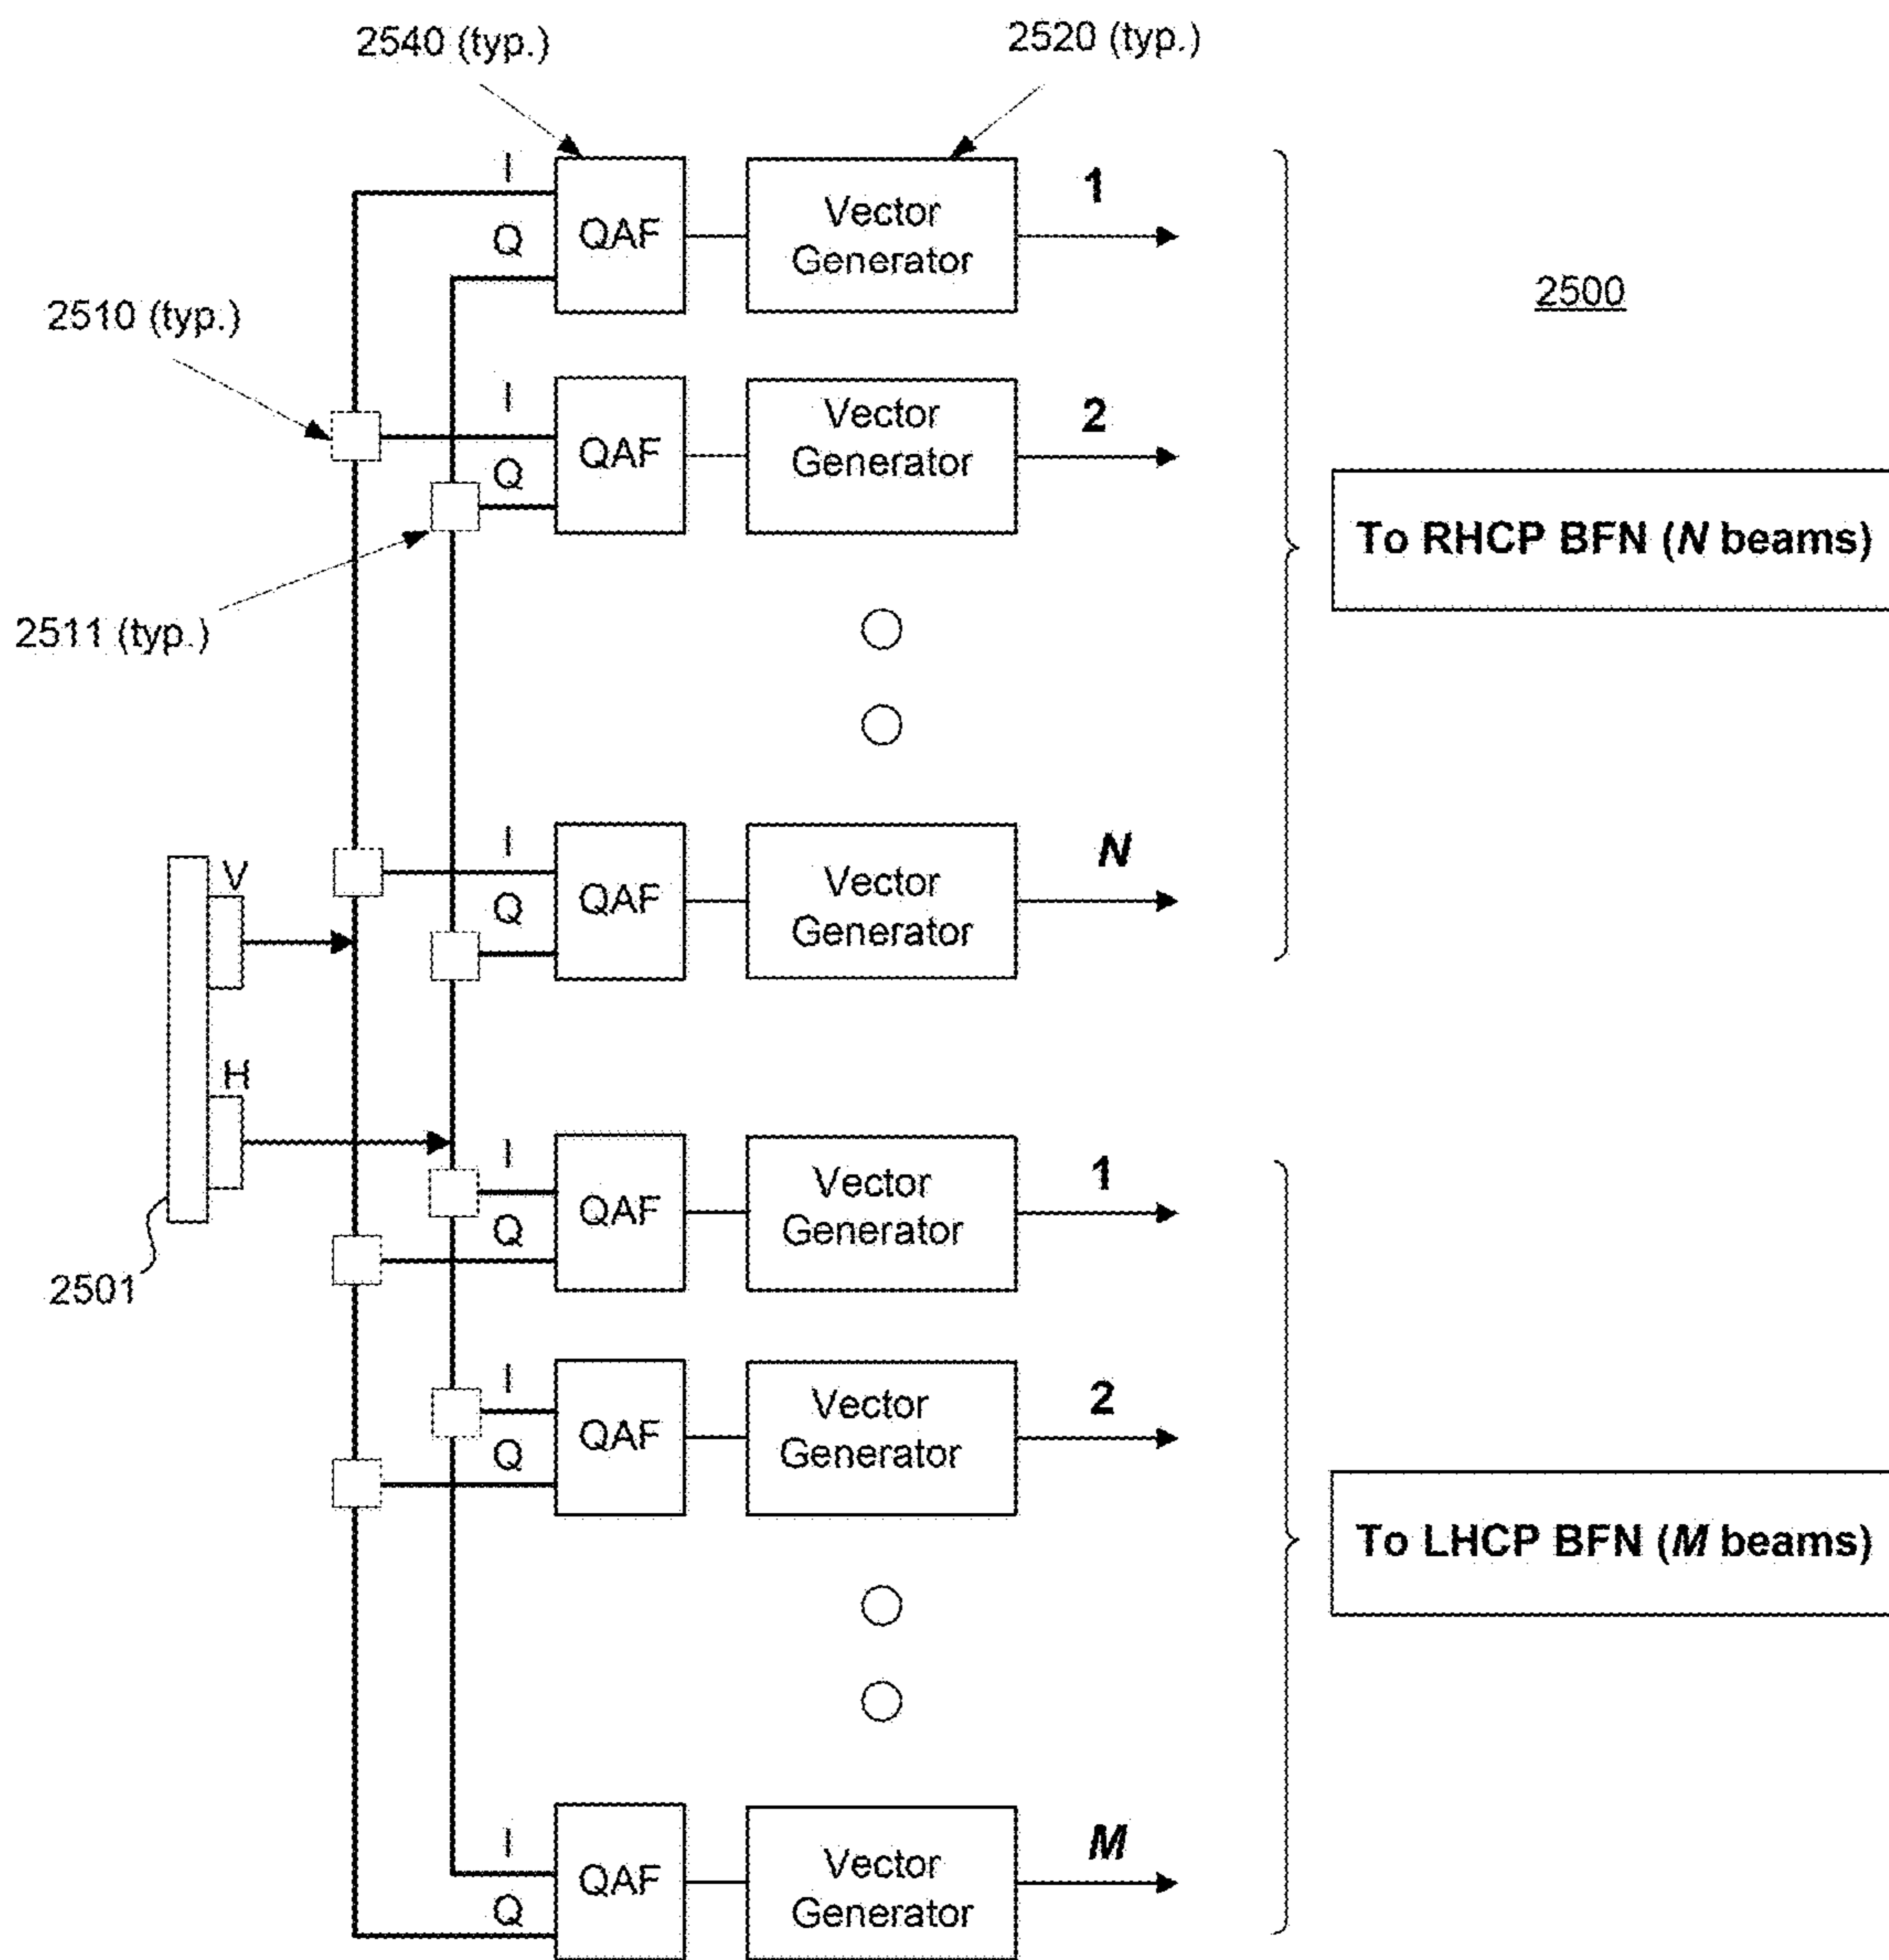 2540 (typ.)
2520 (typ.)
I
Q
QAF
Vector
Generator
1
2500
2510 (typ.)
I
Q
QAF
Vector
Generator
2
To RHCP BFN (N beams)
2511 (typ.)
I
Q
QAF
Vector
Generator
N
V
H
2501
I
Q
QAF
Vector
Generator
1
I
Q
QAF
Vector
Generator
2
To LHCP BFN (M beams)
I
Q
QAF
Vector
Generator
M